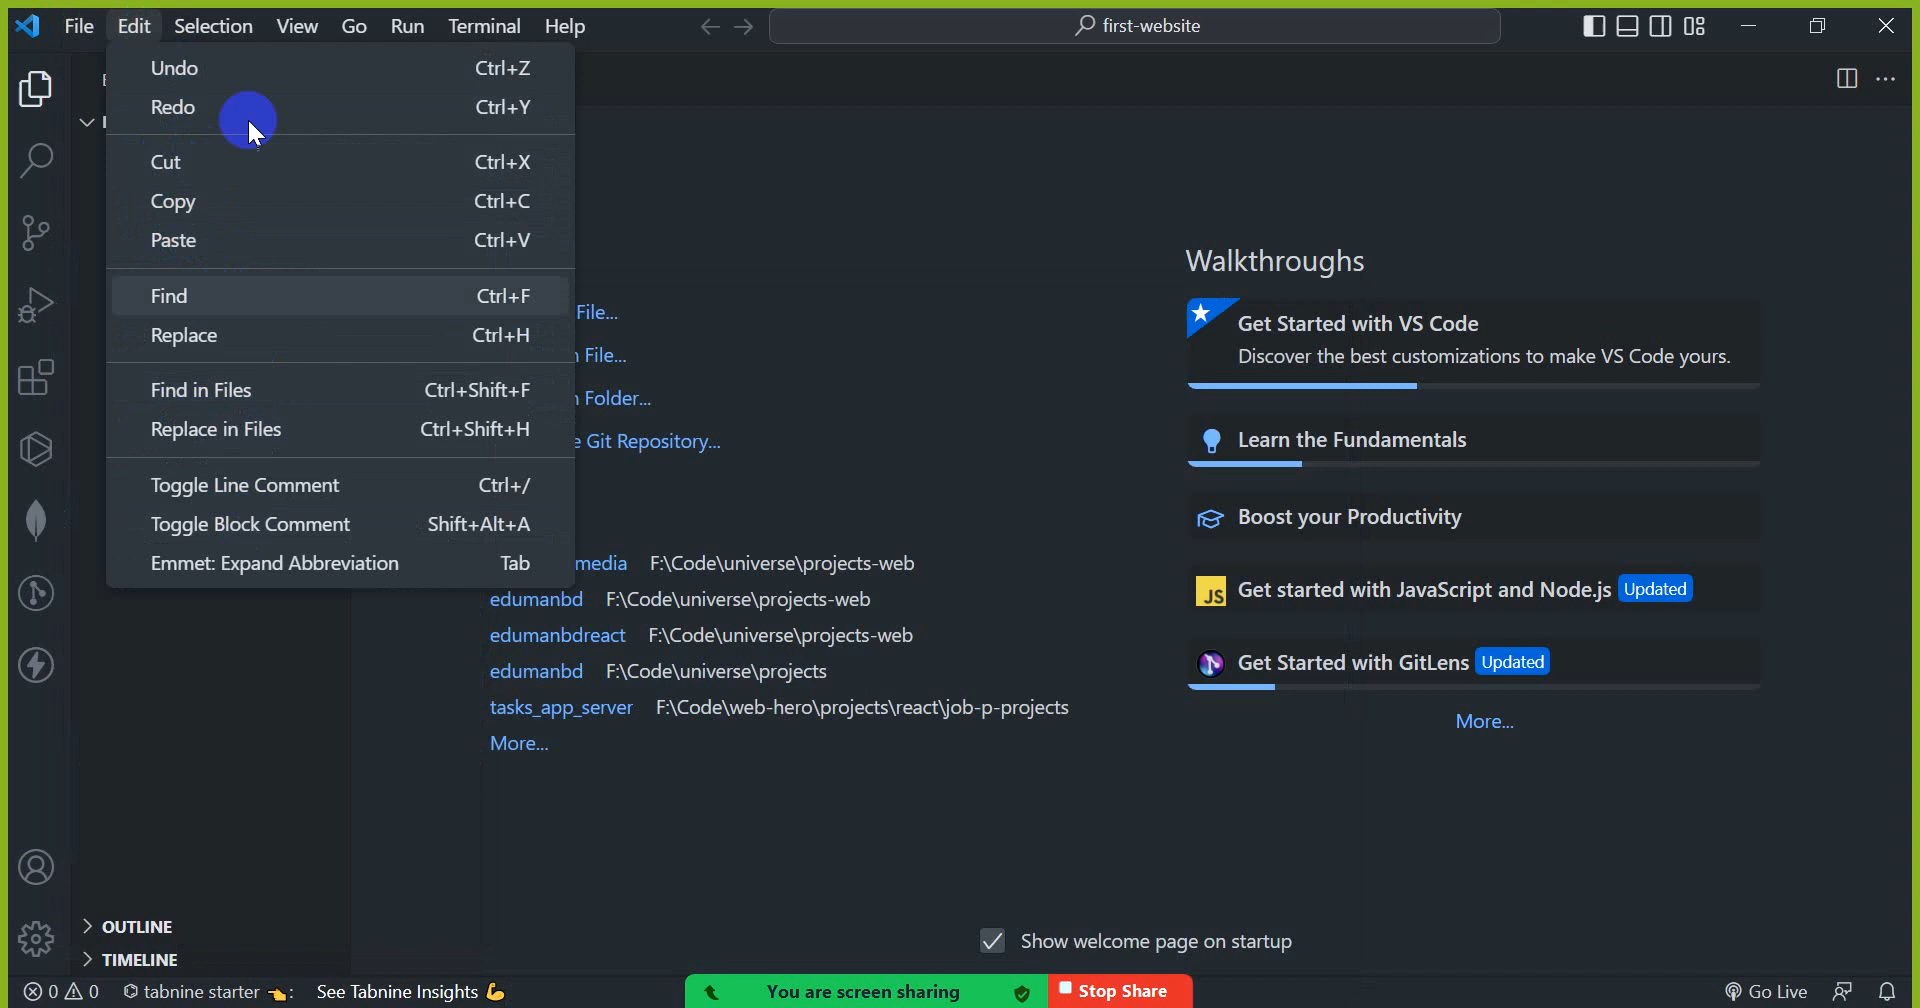 File Edit Selection View Go Run Terminal Help
first-website
Undo Ctrl+Z
Redo Ctrl+Y
Cut Ctrl+X
Copy Ctrl+C
Paste Ctrl+V
Find Ctrl+F
Replace Ctrl+H
Find in Files Ctrl+Shift+F
Replace in Files Ctrl+Shift+H
Toggle Line Comment Ctrl+/
Toggle Block Comment Shift+Alt+A
Emmet: Expand Abbreviation Tab
File...
File...
Folder...
Git Repository...
media F:\Code\universe\projects-web
edumanbd F:\Code\universe\projects-web
edumanbdreact F:\Code\universe\projects-web
edumanbd F:\Code\universe\projects
tasks_app_server F:\Code\web-hero\projects\react\job-p-projects
More...
Walkthroughs
Get Started with VS Code
Discover the best customizations to make VS Code yours.
Learn the Fundamentals
Boost your Productivity
JS Get started with JavaScript and Node.js Updated
Get Started with GitLens Updated
More...
Show welcome page on startup
OUTLINE
TIMELINE
0 0 tabnine starter : See Tabnine Insights
You are screen sharing Stop Share
Go Live